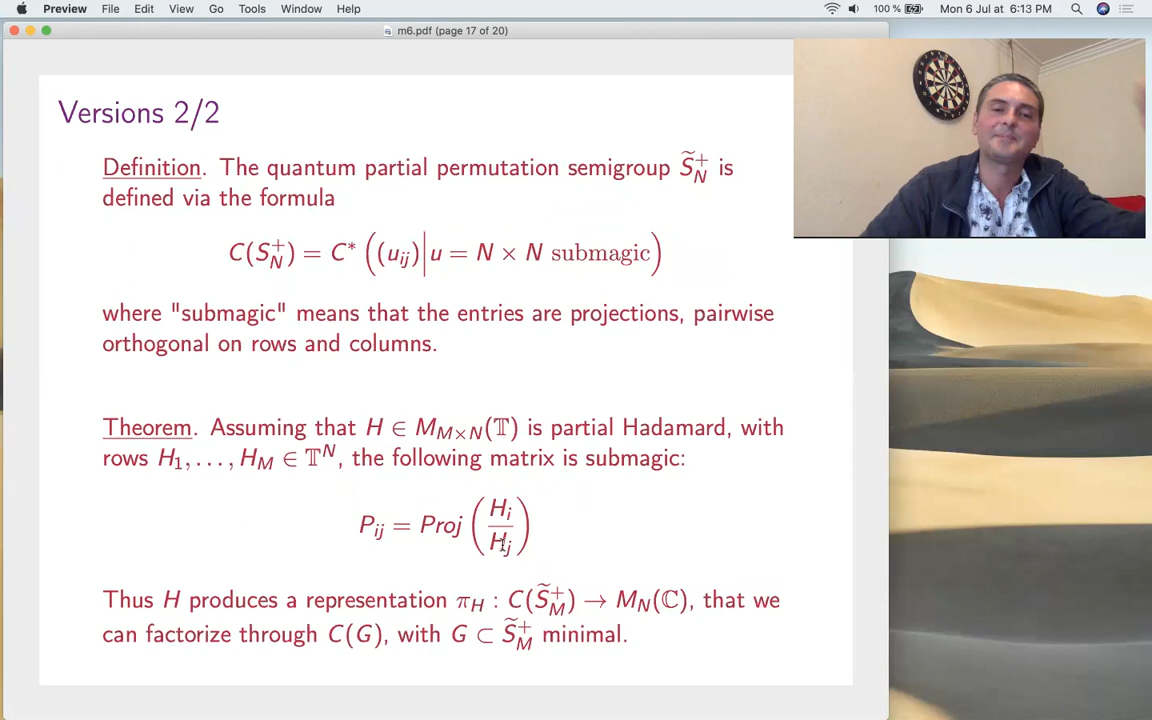 Preview File Edit View Go Tools Window Help 100 % Mon 6 Jul at 6:13 PM
m6.pdf (page 17 of 20)
Versions 2/2
Definition. The quantum partial permutation semigroup S̃_N^+ is
defined via the formula
C(S_N^+) = C* ((u_ij)|u = N × N submagic)
where "submagic" means that the entries are projections, pairwise
orthogonal on rows and columns.
Theorem. Assuming that H ∈ M_{M×N}(𝕋) is partial Hadamard, with
rows H_1, . . . , H_M ∈ 𝕋^N, the following matrix is submagic:
P_ij = Proj (H_i / H_j)
Thus H produces a representation π_H : C(S̃_M^+) → M_N(ℂ), that we
can factorize through C(G), with G ⊂ S̃_M^+ minimal.